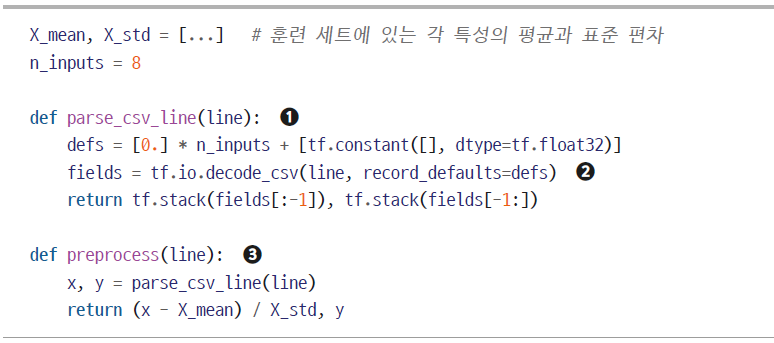 X_mean, X_std = [...]  # 훈련 세트에 있는 각 특성의 평균과 표준 편차
n_inputs = 8
def parse_csv_line(line): ❶
    defs = [0.] * n_inputs + [tf.constant([], dtype=tf.float32)]
    fields = tf.io.decode_csv(line, record_defaults=defs) ❷
    return tf.stack(fields[:-1]), tf.stack(fields[-1:])
def preprocess(line): ❸
    x, y = parse_csv_line(line)
    return (x - X_mean) / X_std, y